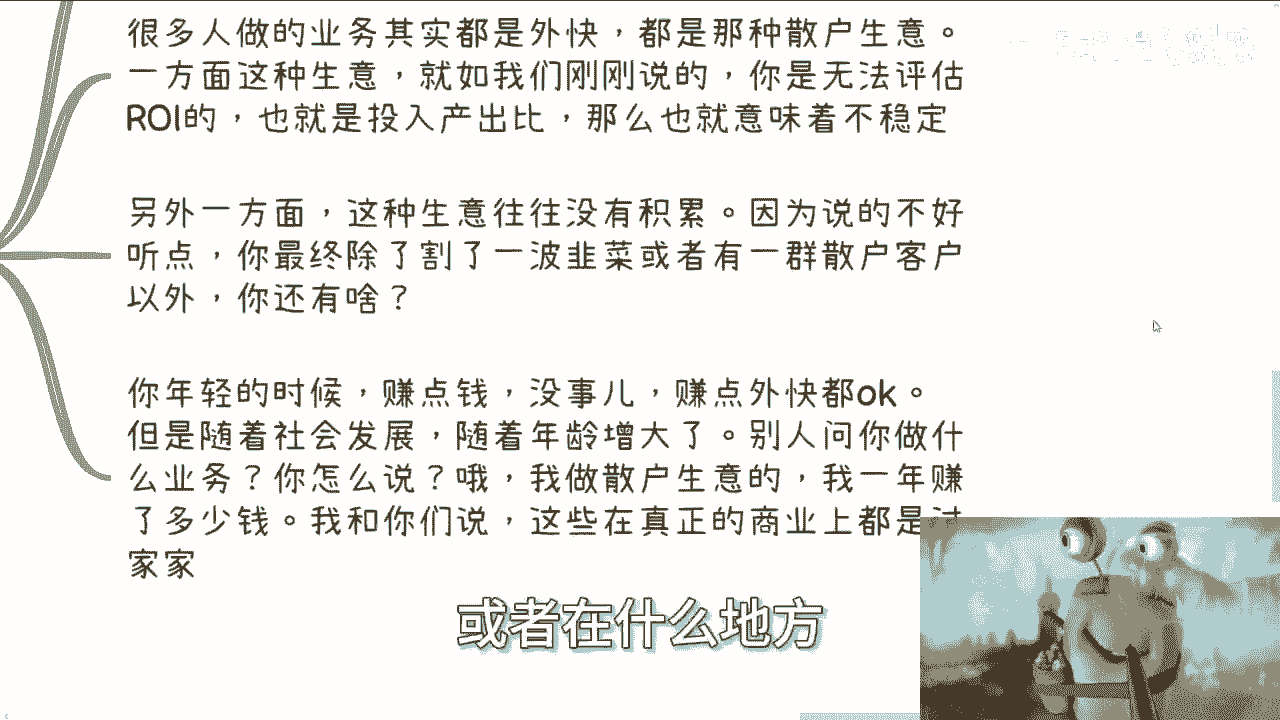 很多人做的业务其实都是外快，都是那种散户生意。
一方面这种生意，就如我们刚刚说的，你是无法评估
ROI的，也就是投入产出比，那么也就意味着不稳定
另外一方面，这种生意往往没有积累。因为说的不好
听点，你最终除了割了一波韭菜或者有一群散户客户
以外，你还有啥？
你年轻的时候，赚点钱，没事儿，赚点外快都ok。
但是随着社会发展，随着年龄增大了。别人问你做什
么业务？你怎么说？哦，我做散户生意的，我一年赚
了多少钱。我和你们说，这些在真正的商业上都是过
家家
或者在什么地方